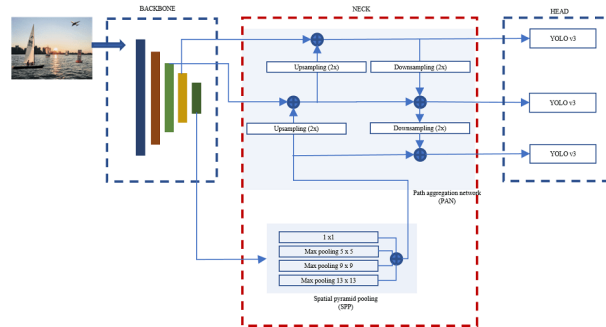 BACKBONE
NECK
HEAD
YOLO v3
Upsampling (2x)
Downsampling (2x)
YOLO v3
Upsampling (2x)
Downsampling (2x)
YOLO v3
Path aggregation network
(PAN)
1 x1
Max pooling 5 x 5
Max pooling 9 x 9
Max pooling 13 x 13
Spatial pyramid pooling
(SPP)